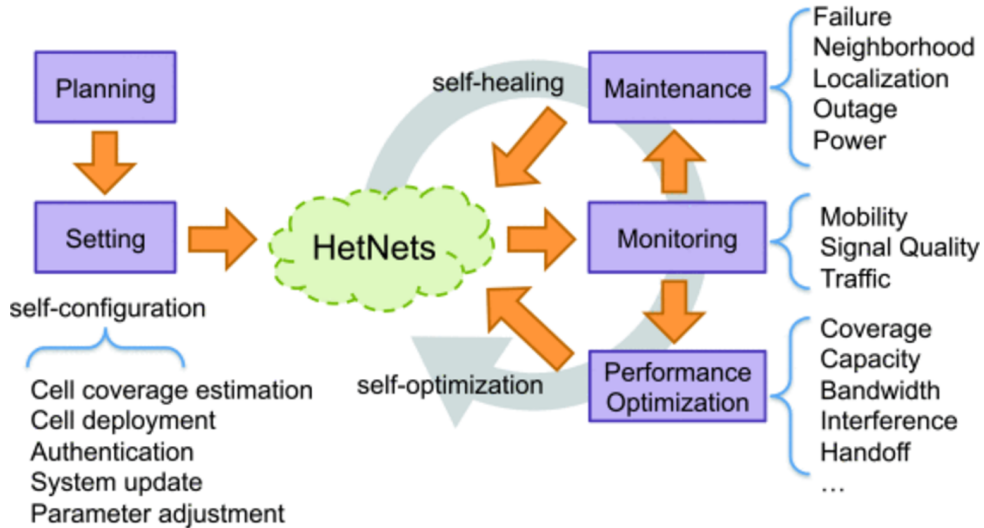 Planning
Setting
self-configuration
Cell coverage estimation
Cell deployment
Authentication
System update
Parameter adjustment
HetNets
self-healing
self-optimization
Maintenance
Monitoring
Performance
Optimization
Failure
Neighborhood
Localization
Outage
Power
Mobility
Signal Quality
Traffic
Coverage
Capacity
Bandwidth
Interference
Handoff
...